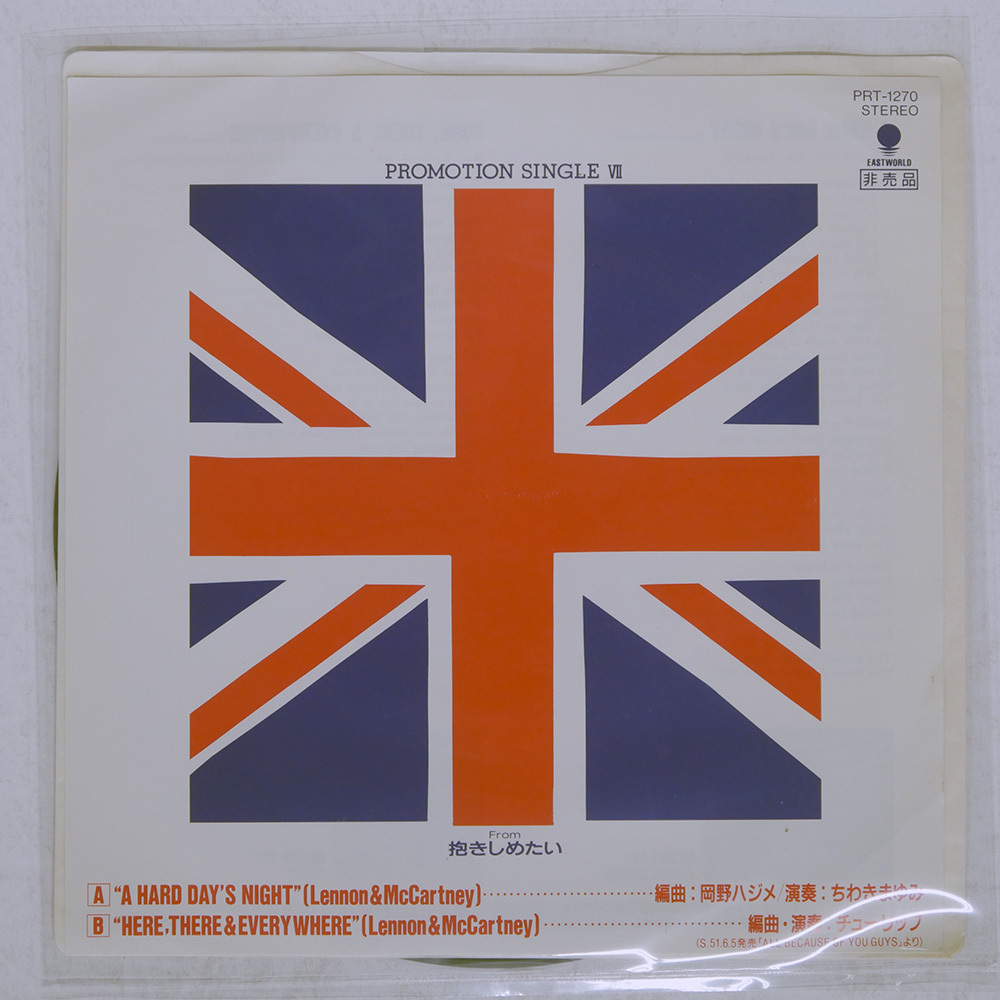 PRT-1270
STEREO
EASTWORLD
非売品
PROMOTION SINGLE Ⅶ
From
抱きしめたい
A "A HARD DAY'S NIGHT" (Lennon&McCartney)……………………編曲：岡野ハジメ/演奏：ちわきまゆみ
B "HERE, THERE & EVERYWHERE" (Lennon&McCartney)……………………編曲・演奏：チューリップ
(S.51.6.5発売「ALL BECAUSE OF YOU GUYS」より)